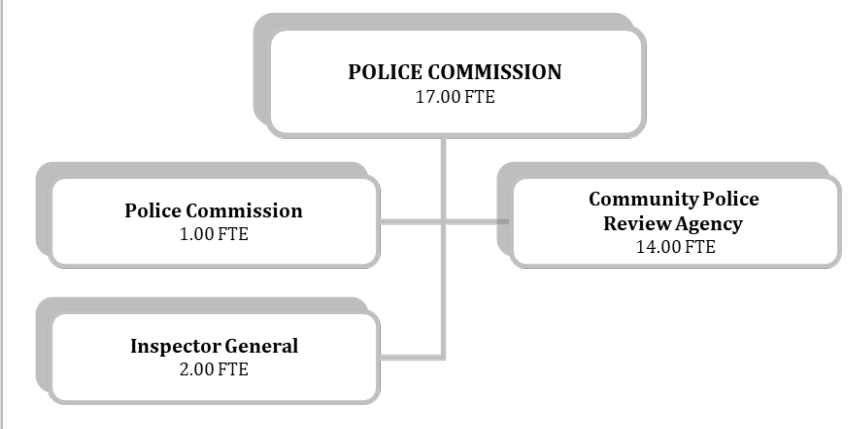 POLICE COMMISSION
17.00 FTE
Police Commission
1.00 FTE
Community Police
Review Agency
14.00 FTE
Inspector General
2.00 FTE